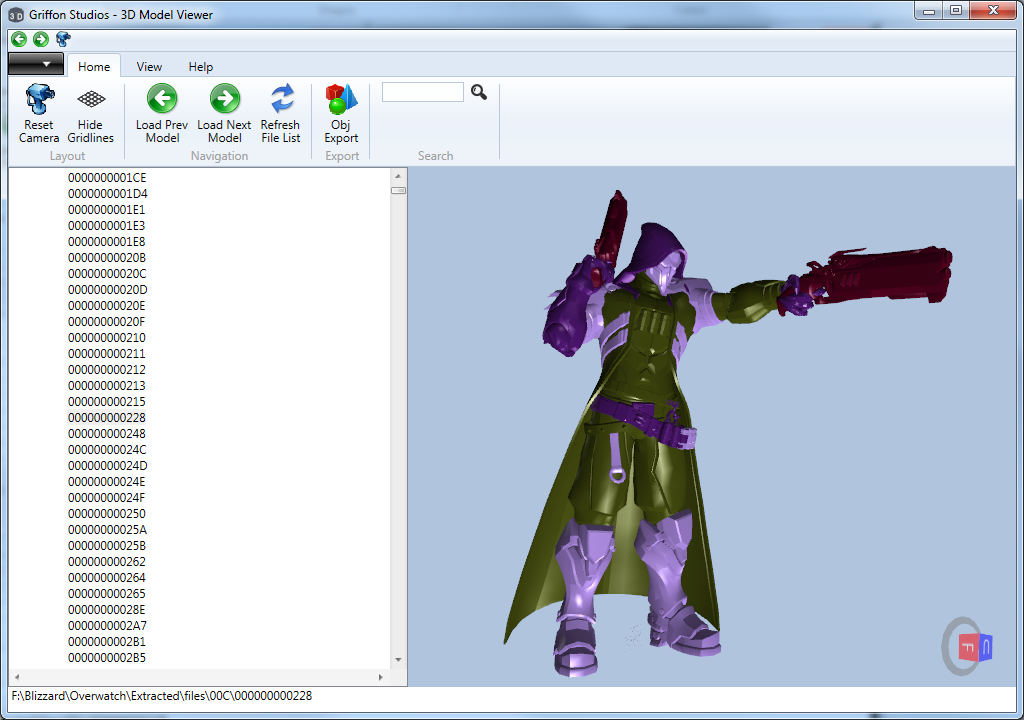 3D Griffon Studios - 3D Model Viewer
Home View Help
Reset Camera
Hide Gridlines
Layout
Load Prev Model
Load Next Model
Refresh File List
Navigation
Obj Export
Export
Search
0000000001CE
0000000001D4
0000000001E1
0000000001E3
0000000001E8
00000000020B
00000000020C
00000000020D
00000000020E
00000000020F
000000000210
000000000211
000000000212
000000000213
000000000215
000000000228
000000000248
00000000024C
00000000024D
00000000024E
00000000024F
000000000250
00000000025A
00000000025B
000000000262
000000000264
000000000265
00000000028E
0000000002A7
0000000002B1
0000000002B5
F U
F:\Blizzard\Overwatch\Extracted\files\00C\000000000228